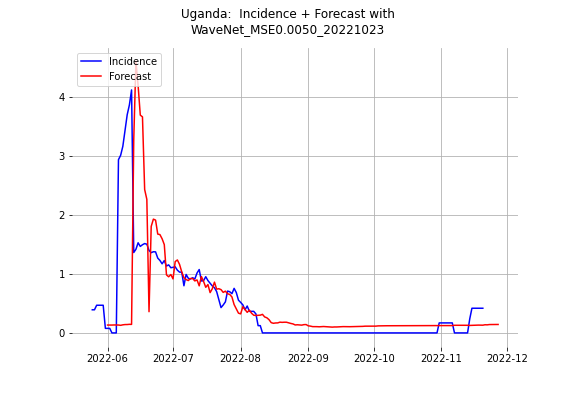 Uganda:  Incidence + Forecast with
WaveNet_MSE0.0050_20221023
Incidence
Forecast
4
3
2
1
0
2022-06 2022-07 2022-08 2022-09 2022-10 2022-11 2022-12